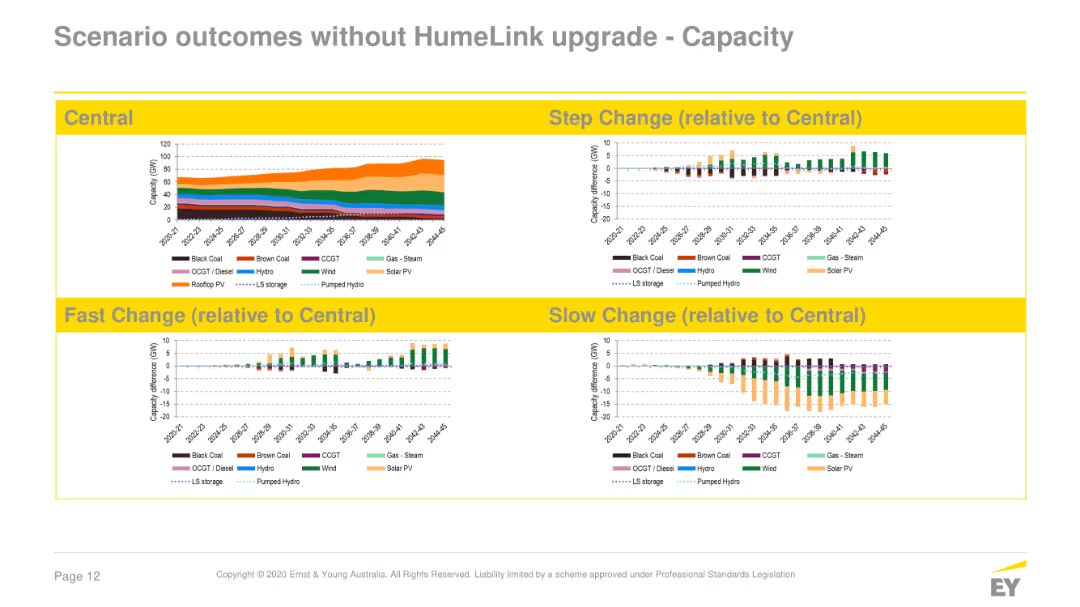 Scenario outcomes without HumeLink upgrade - Capacity
Central
Capacity (GW)
120
100
80
60
40
20
0
2020-21 2022-23 2024-25 2026-27 2028-29 2030-31 2032-33 2034-35 2036-37 2038-39 2040-41 2042-43 2044-45
Black Coal Brown Coal CCGT Gas - Steam
OCGT / Diesel Hydro Wind Solar PV
Rooftop PV LS storage Pumped Hydro
Step Change (relative to Central)
Capacity difference (GW)
10
5
0
-5
-10
-15
-20
2020-21 2022-23 2024-25 2026-27 2028-29 2030-31 2032-33 2034-35 2036-37 2038-39 2040-41 2042-43 2044-45
Black Coal Brown Coal CCGT Gas - Steam
OCGT / Diesel Hydro Wind Solar PV
LS storage Pumped Hydro
Fast Change (relative to Central)
Capacity difference (GW)
10
5
0
-5
-10
-15
-20
2020-21 2022-23 2024-25 2026-27 2028-29 2030-31 2032-33 2034-35 2036-37 2038-39 2040-41 2042-43 2044-45
Black Coal Brown Coal CCGT Gas - Steam
OCGT / Diesel Hydro Wind Solar PV
LS storage Pumped Hydro
Slow Change (relative to Central)
Capacity difference (GW)
10
5
0
-5
-10
-15
-20
2020-21 2022-23 2024-25 2026-27 2028-29 2030-31 2032-33 2034-35 2036-37 2038-39 2040-41 2042-43 2044-45
Black Coal Brown Coal CCGT Gas - Steam
OCGT / Diesel Hydro Wind Solar PV
LS storage Pumped Hydro
Page 12
Copyright © 2020 Ernst & Young Australia. All Rights Reserved. Liability limited by a scheme approved under Professional Standards Legislation
EY